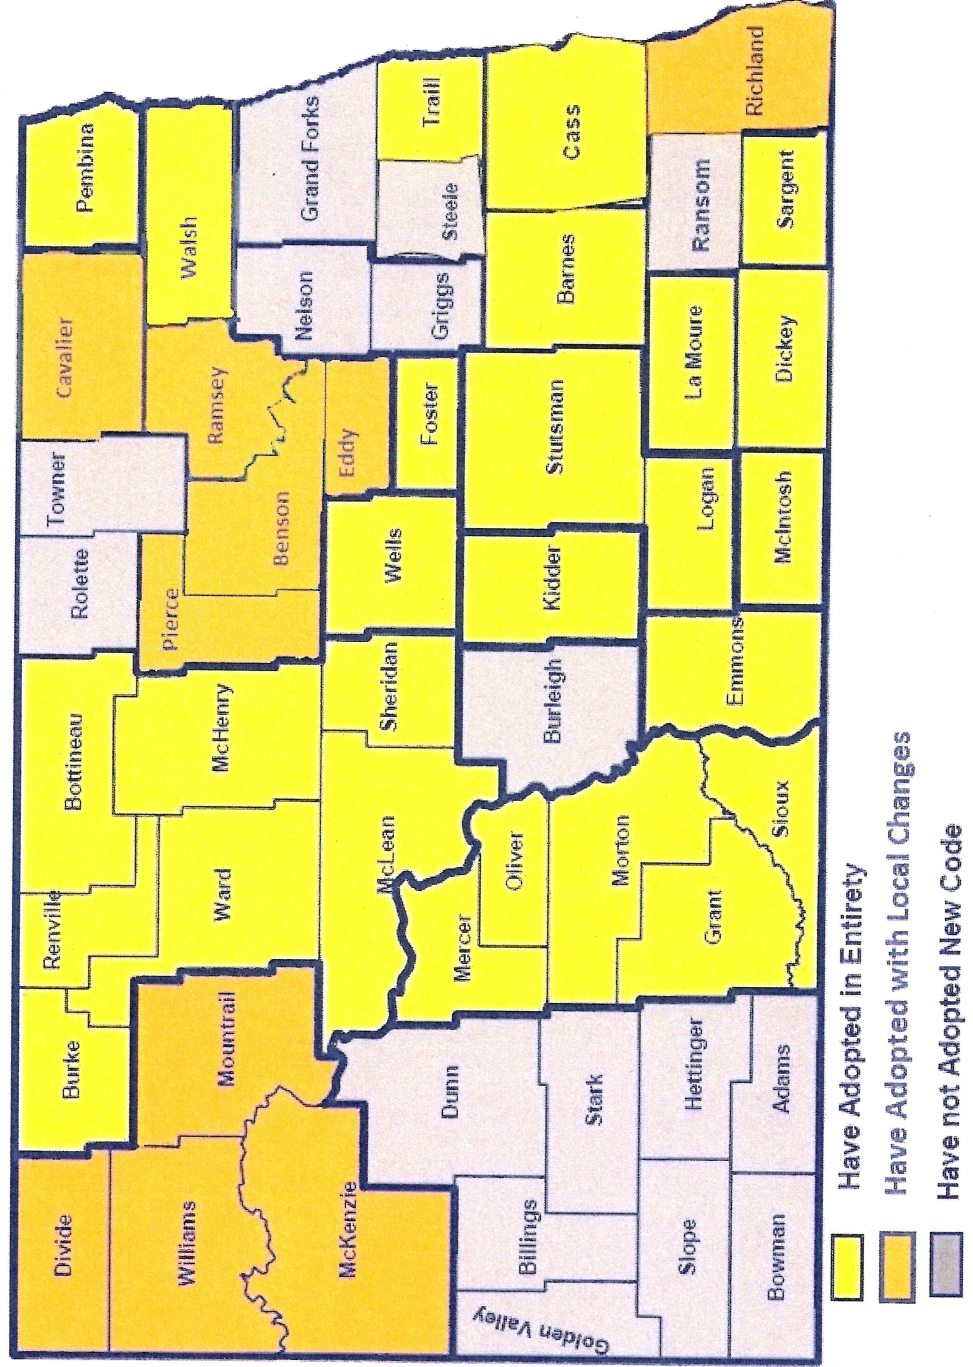 Divide
Burke
Renville
Bottineau
Rolette
Towner
Cavalier
Pembina
Williams
Mountrail
Ward
McHenry
Pierce
Benson
Ramsey
Walsh
McKenzie
McLean
Sheridan
Wells
Eddy
Nelson
Grand Forks
Foster
Griggs
Steele
Traill
Golden Valley
Billings
Dunn
Mercer
Oliver
Burleigh
Kidder
Stutsman
Barnes
Cass
Stark
Morton
Slope
Hettinger
Grant
Emmons
Logan
La Moure
Ransom
Richland
Bowman
Adams
Sioux
McIntosh
Dickey
Sargent
Have Adopted in Entirety
Have Adopted with Local Changes
Have not Adopted New Code